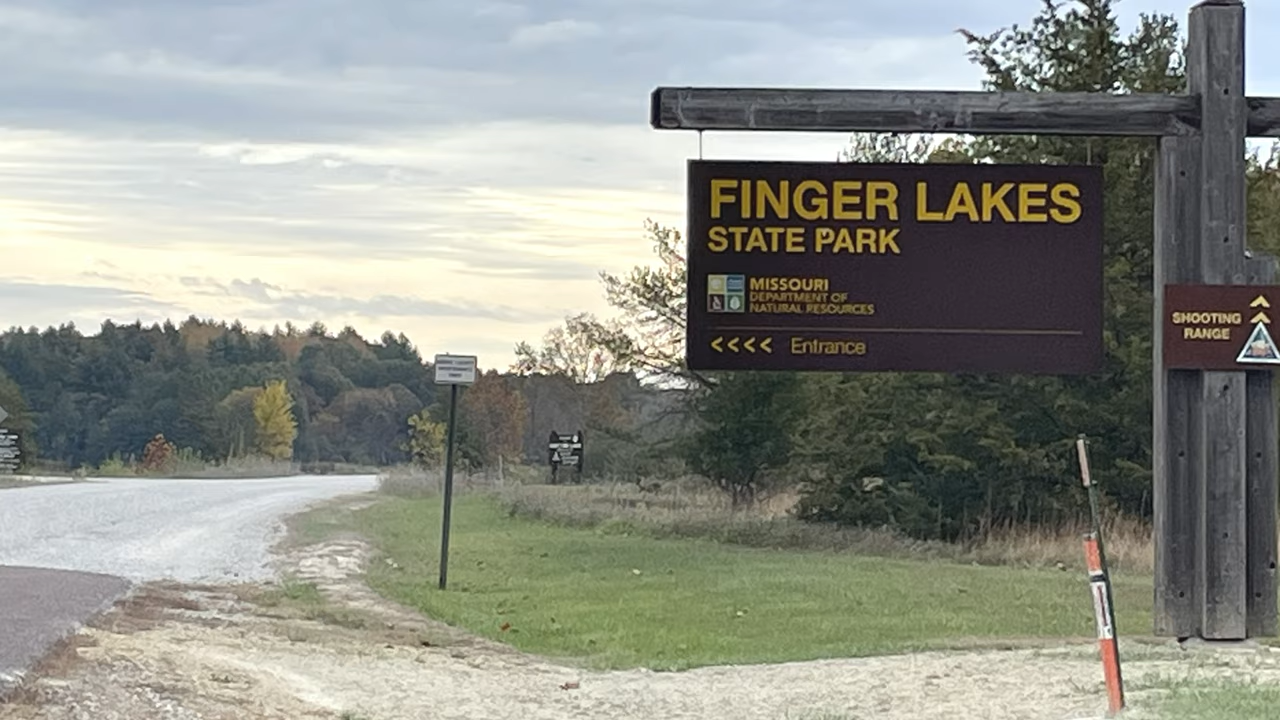 FINGER LAKES
STATE PARK
MISSOURI
DEPARTMENT OF
NATURAL RESOURCES
<<<< Entrance
SHOOTING
RANGE